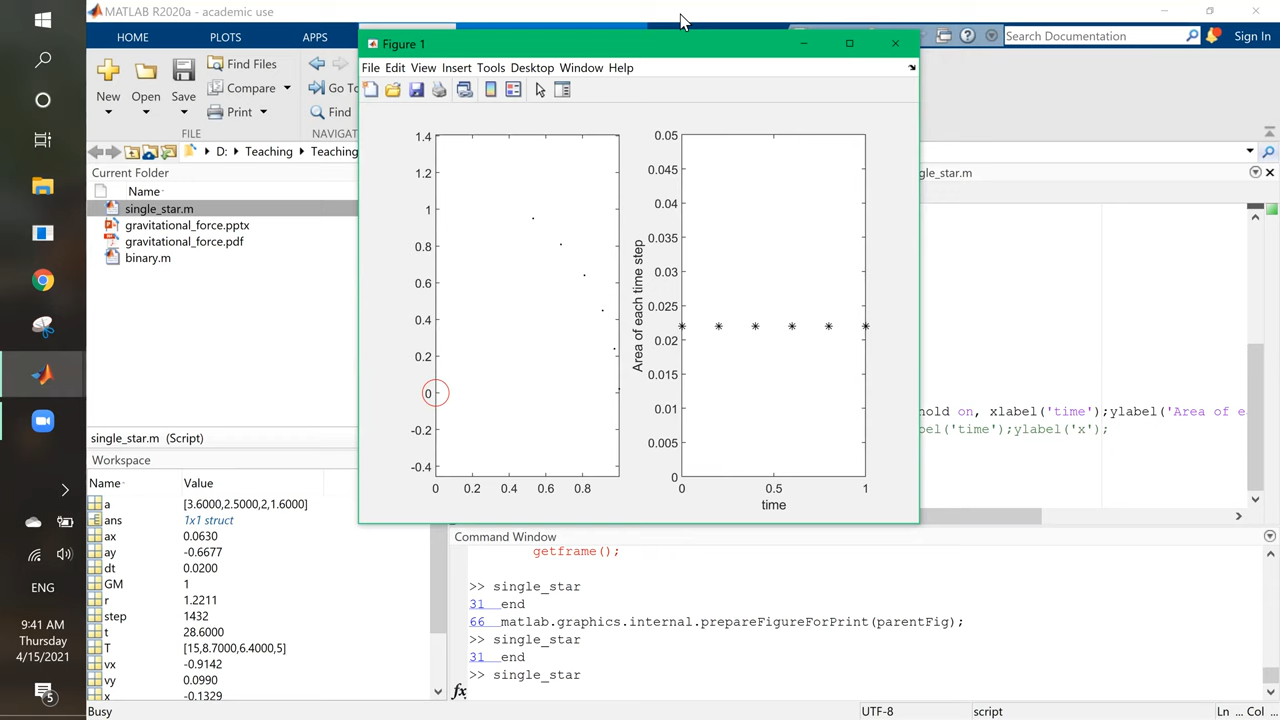 MATLAB R2020a - academic use
HOME PLOTS APPS
Search Documentation
Sign In
New
Open
Save
Find Files
Compare
Print
Go To
Find
FILE
NAVIGAT
D: Teaching Teaching
Current Folder
Name
single_star.m
gravitational_force.pptx
gravitational_force.pdf
binary.m
single_star.m (Script)
Workspace
Name Value
a [3.6000,2.5000,2,1.6000]
ans 1x1 struct
ax 0.0630
ay -0.6677
dt 0.0200
GM 1
r 1.2211
step 1432
t 28.6000
T [15,8.7000,6.4000,5]
vx -0.9142
vy 0.0990
x -0.1329
Figure 1
File Edit View Insert Tools Desktop Window Help
1.4
1.2
1
0.8
0.6
0.4
0.2
0
-0.2
-0.4
0 0.2 0.4 0.6 0.8
Area of each time step
0.05
0.045
0.04
0.035
0.03
0.025
0.02
0.015
0.01
0.005
0
0 0.5 1
time
gle_star.m
hold on, xlabel('time');ylabel('Area of e
bel('time');ylabel('x');
Command Window
getframe();
>> single_star
31 end
66 matlab.graphics.internal.prepareFigureForPrint(parentFig);
>> single_star
31 end
>> single_star
fx
ENG
9:41 AM
Thursday
4/15/2021
5
Busy
UTF-8
script
Ln ... Col ...